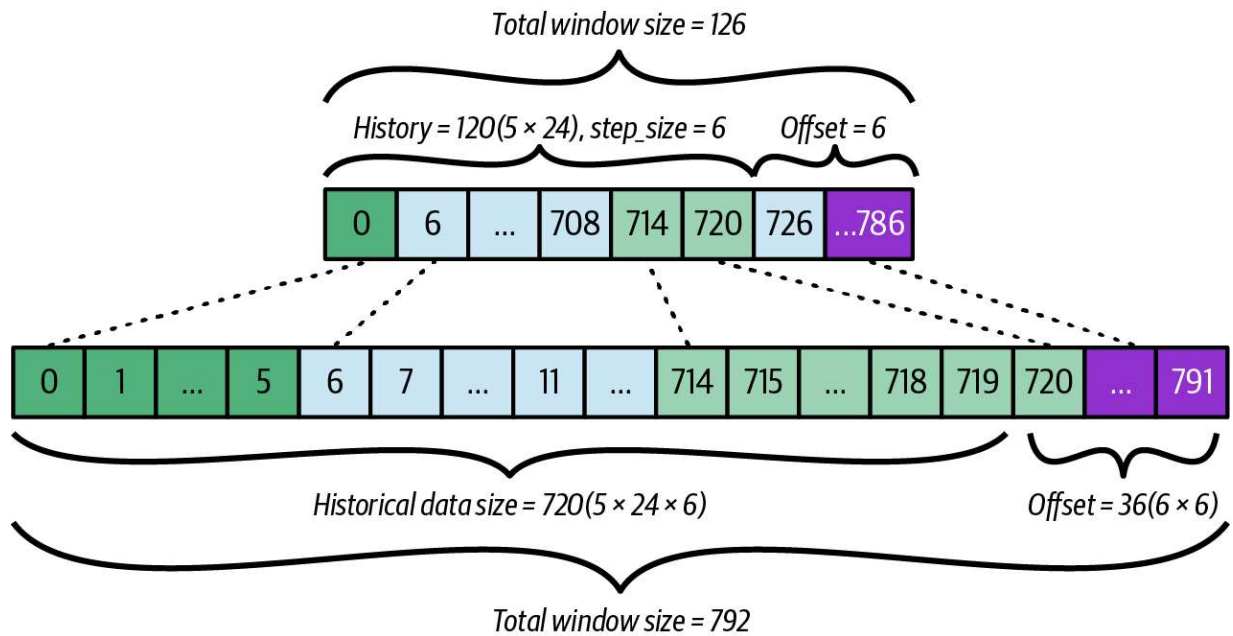 Total window size = 126
History = 120(5 × 24), step_size = 6 Offset = 6
0 6 ... 708 714 720 726 ...786
0 1 ... 5 6 7 ... 11 ... 714 715 ... 718 719 720 ... 791
Historical data size = 720(5 × 24 × 6) Offset = 36(6 × 6)
Total window size = 792